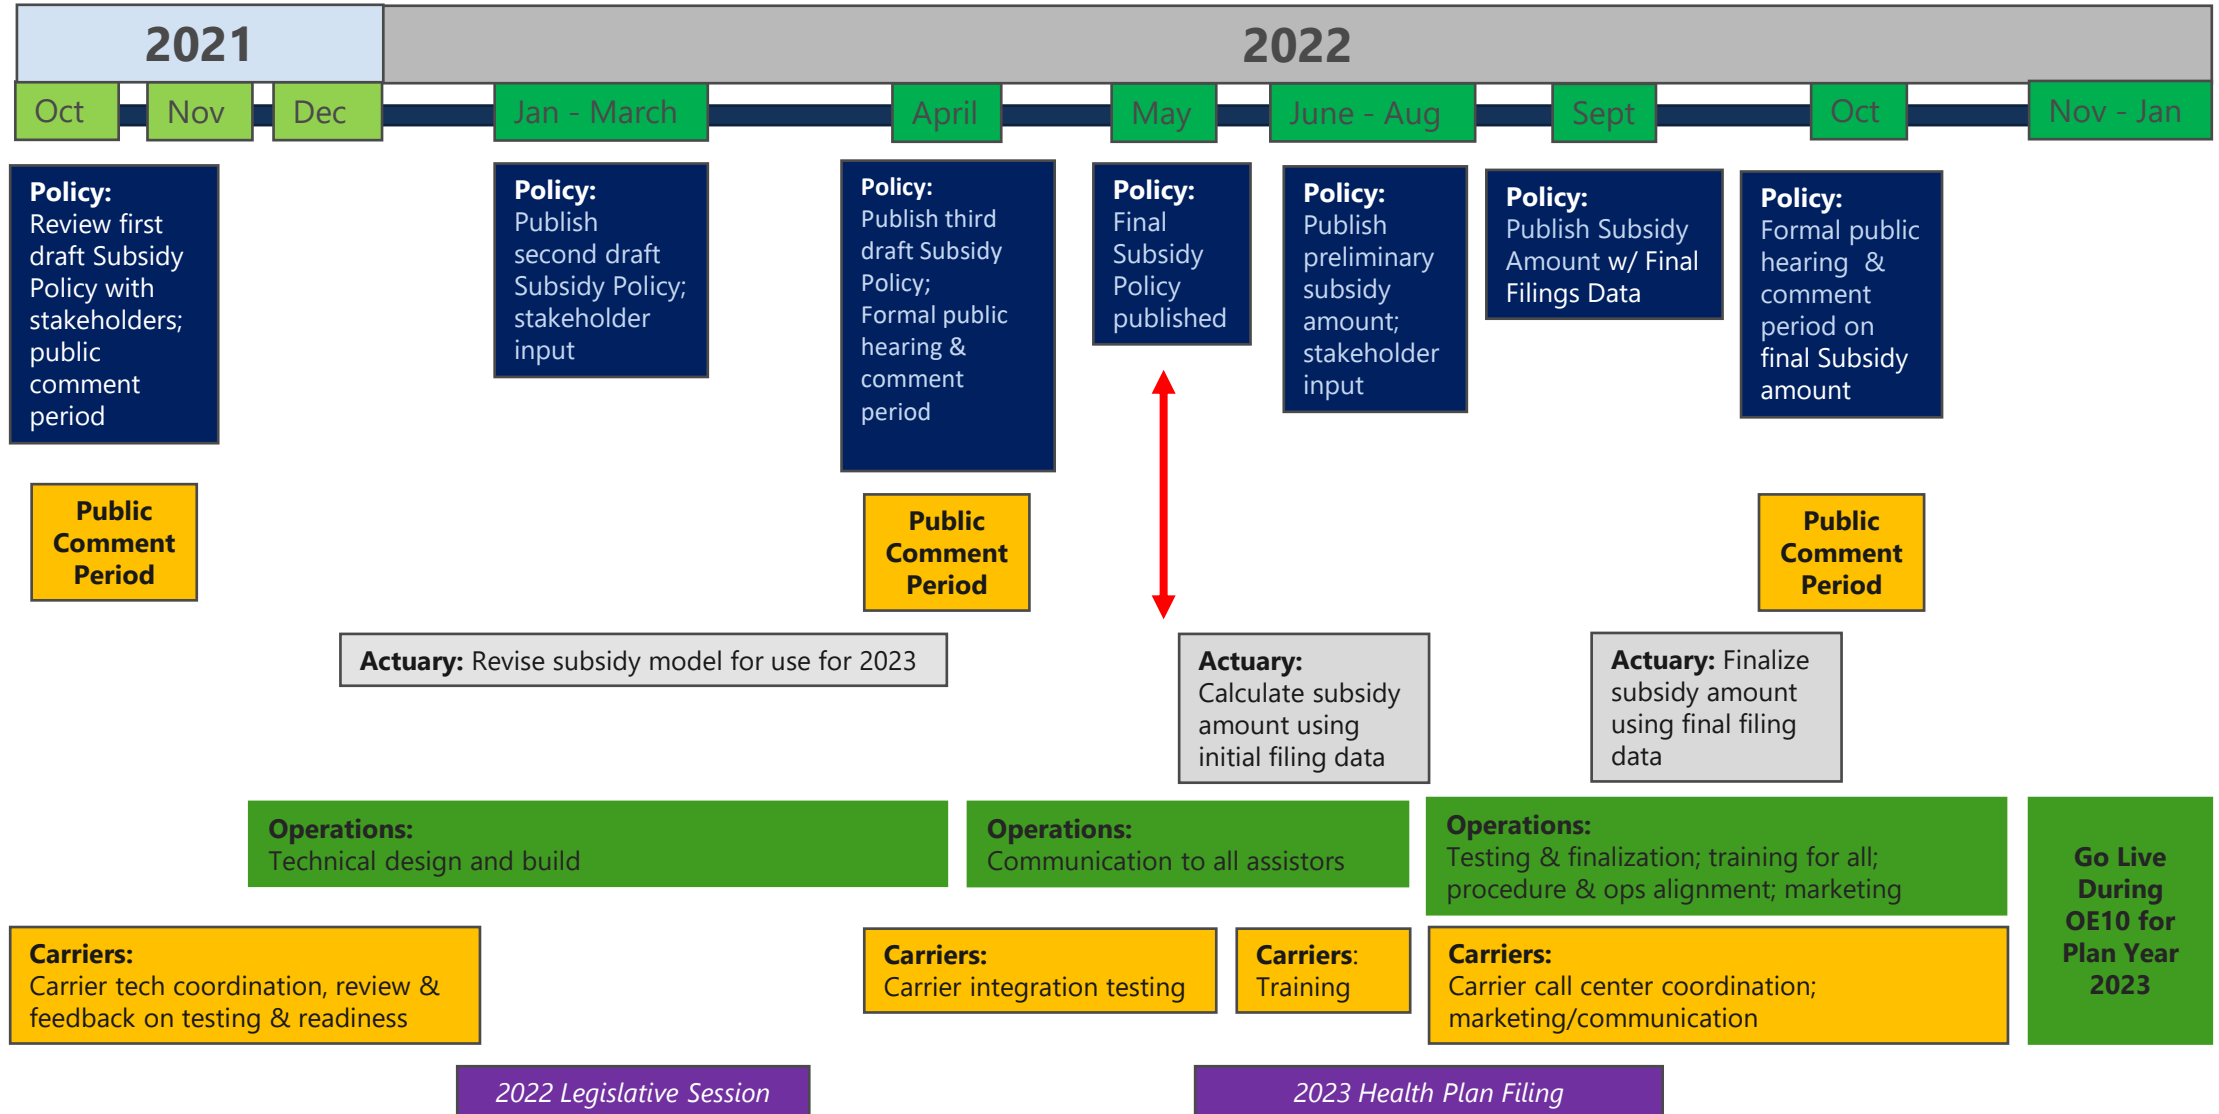 2021
2022
Oct
Nov
Dec
Jan - March
April
May
June - Aug
Sept
Oct
Nov - Jan
Policy:
Review first
draft Subsidy
Policy with
stakeholders;
public
comment
period
Policy:
Publish
second draft
Subsidy Policy;
stakeholder
input
Policy:
Publish third
draft Subsidy
Policy;
Formal public
hearing &
comment
period
Policy:
Final
Subsidy
Policy
published
Policy:
Publish
preliminary
subsidy
amount;
stakeholder
input
Policy:
Publish Subsidy
Amount w/ Final
Filings Data
Policy:
Formal public
hearing &
comment
period on
final Subsidy
amount
Public
Comment
Period
Public
Comment
Period
Public
Comment
Period
Actuary: Revise subsidy model for use for 2023
Actuary:
Calculate subsidy
amount using
initial filing data
Actuary: Finalize
subsidy amount
using final filing
data
Operations:
Technical design and build
Operations:
Communication to all assistors
Operations:
Testing & finalization; training for all;
procedure & ops alignment; marketing
Go Live
During
OE10 for
Plan Year
2023
Carriers:
Carrier tech coordination, review &
feedback on testing & readiness
Carriers:
Carrier integration testing
Carriers:
Training
Carriers:
Carrier call center coordination;
marketing/communication
2022 Legislative Session
2023 Health Plan Filing